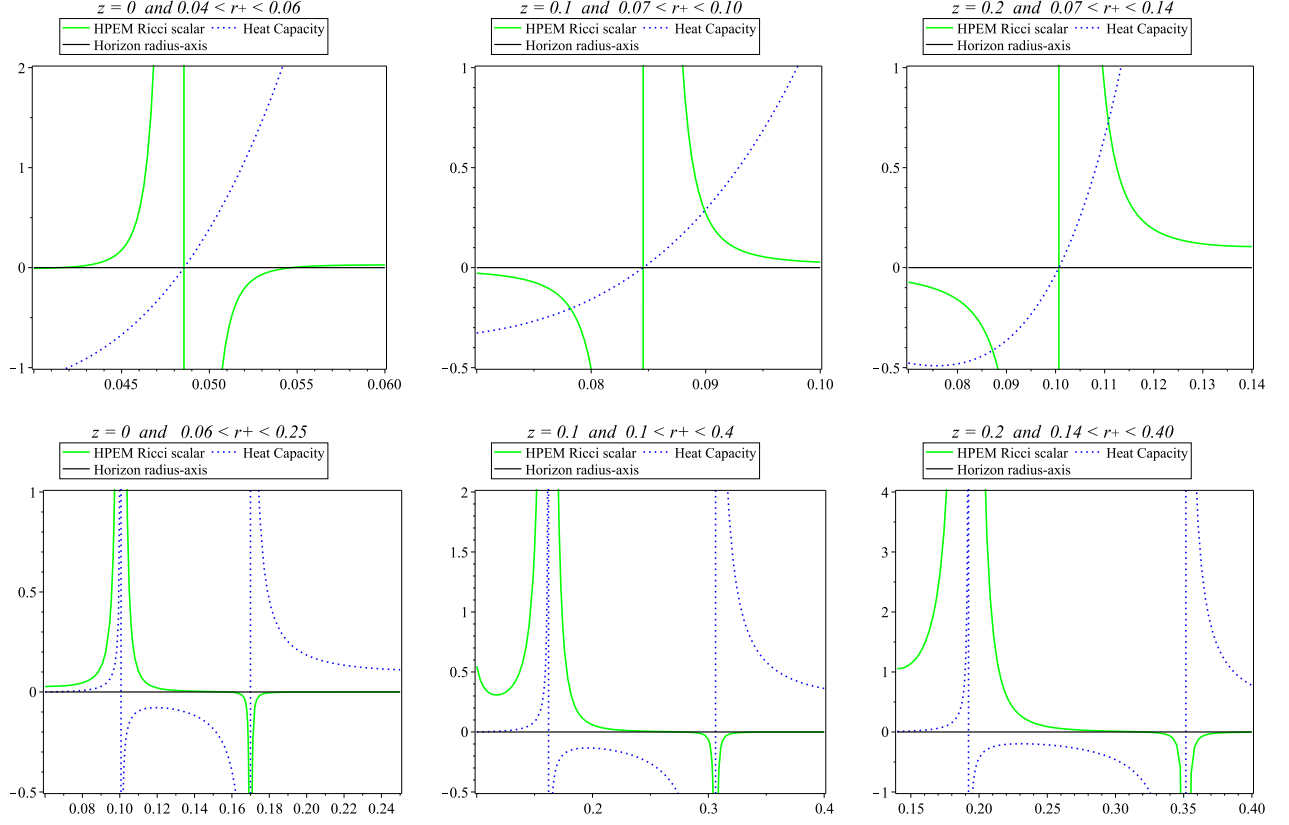 z = 0 and 0.04 < r+ < 0.06
HPEM Ricci scalar Heat Capacity
Horizon radius-axis
2
1
0
−1
0.045 0.050 0.055 0.060
z = 0.1 and 0.07 < r+ < 0.10
HPEM Ricci scalar Heat Capacity
Horizon radius-axis
1
0.5
0
−0.5
0.08 0.09 0.10
z = 0.2 and 0.07 < r+ < 0.14
HPEM Ricci scalar Heat Capacity
Horizon radius-axis
1
0.5
0
−0.5
0.08 0.09 0.10 0.11 0.12 0.13 0.14
z = 0 and 0.06 < r+ < 0.25
HPEM Ricci scalar Heat Capacity
Horizon radius-axis
1
0.5
0
−0.5
0.08 0.10 0.12 0.14 0.16 0.18 0.20 0.22 0.24
z = 0.1 and 0.1 < r+ < 0.4
HPEM Ricci scalar Heat Capacity
Horizon radius-axis
2
1.5
1
0.5
0
−0.5
0.2 0.3 0.4
z = 0.2 and 0.14 < r+ < 0.40
HPEM Ricci scalar Heat Capacity
Horizon radius-axis
4
3
2
1
0
−1
0.15 0.20 0.25 0.30 0.35 0.40